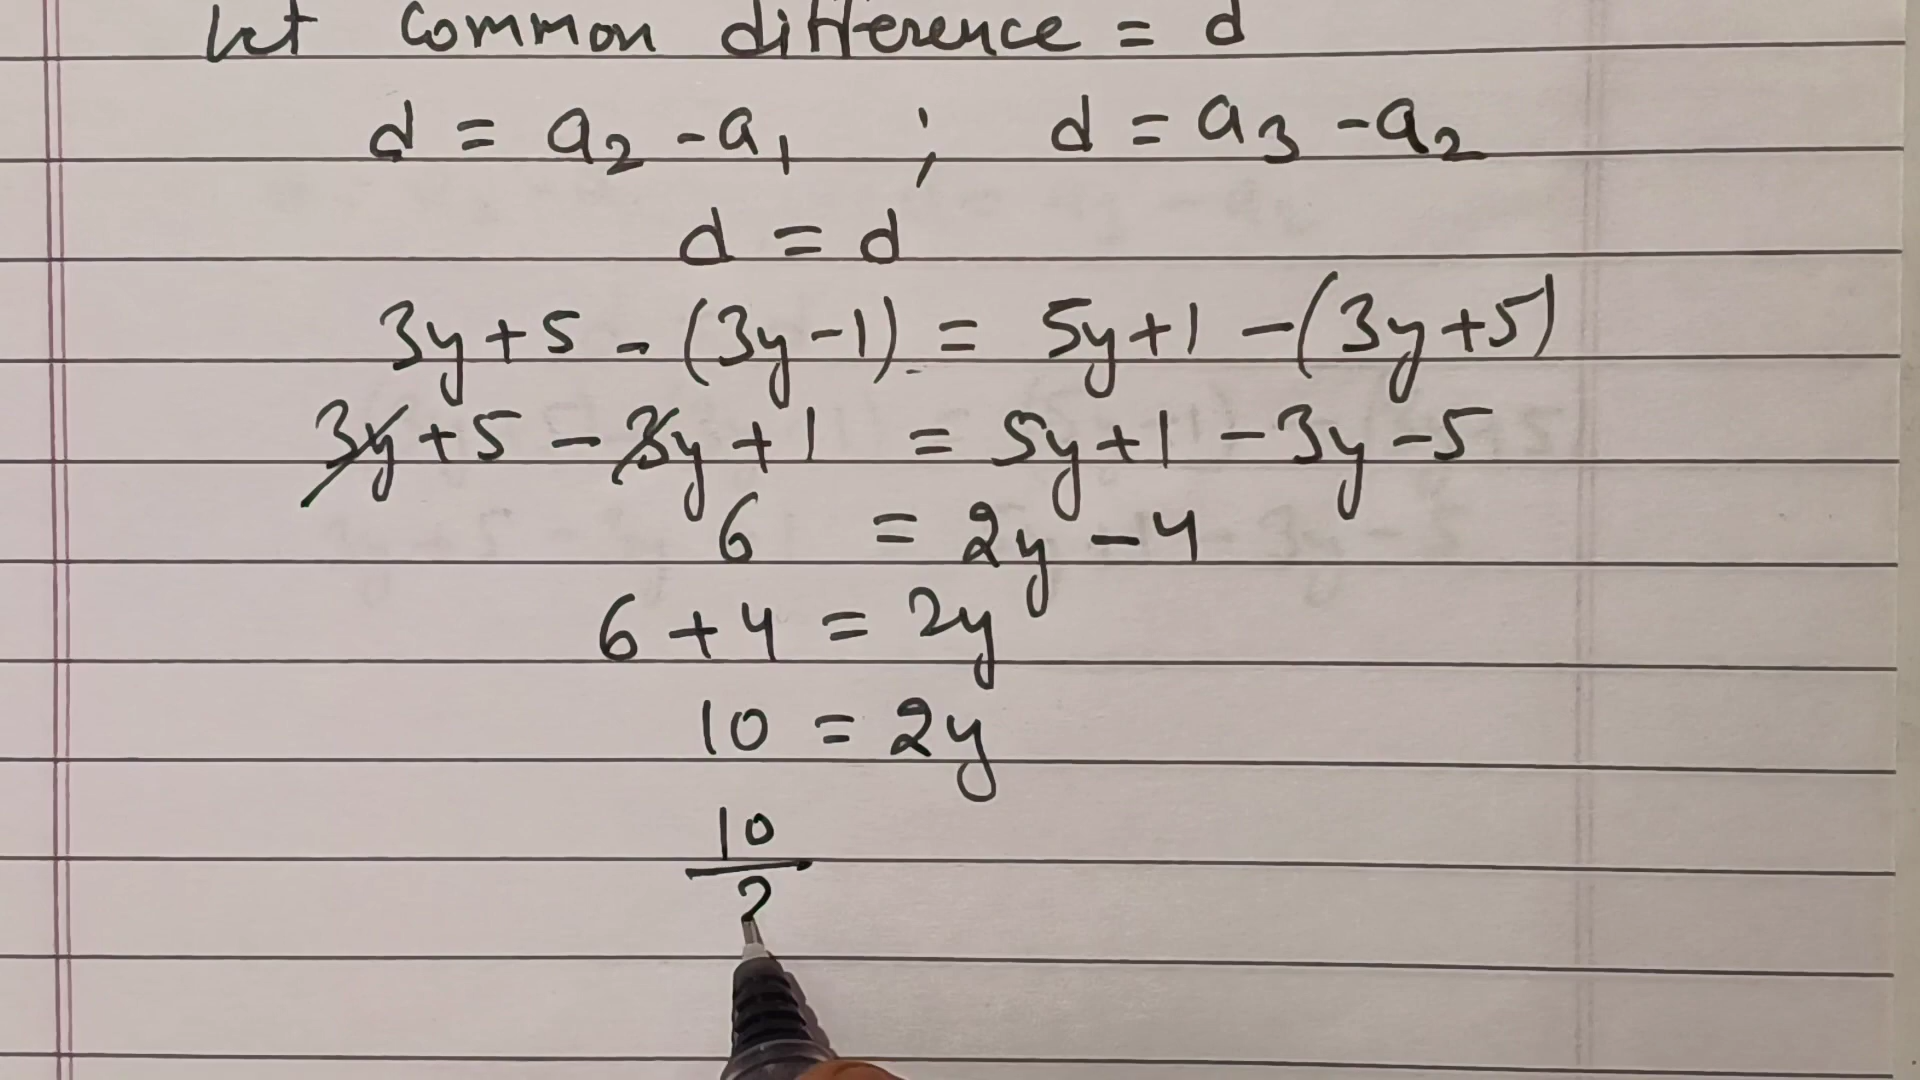 let common difference = d
d = a₂ - a₁ ; d = a₃ - a₂
d = d
3y + 5 - (3y - 1) = 5y + 1 - (3y + 5)
3y + 5 - 3y + 1 = 5y + 1 - 3y - 5
6 = 2y - 4
6 + 4 = 2y
10 = 2y
10
2